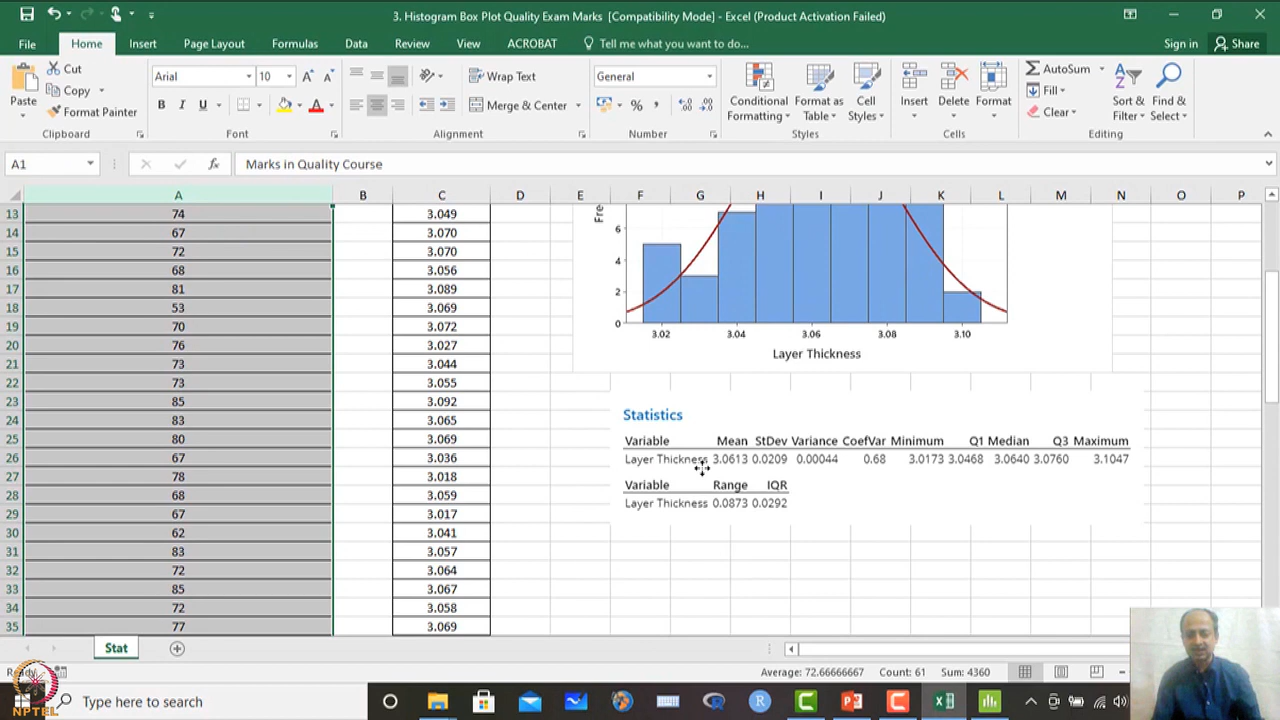 3. Histogram Box Plot Quality Exam Marks [Compatibility Mode] - Excel (Product Activation Failed)
File Home Insert Page Layout Formulas Data Review View ACROBAT Tell me what you want to do... Sign in Share
Cut
Copy
Format Painter
Paste
Clipboard
Arial 10
B I U
Font
Wrap Text
Merge & Center
Alignment
General
Number
Conditional Formatting
Format as Table
Cell Styles
Styles
Insert
Delete
Format
Cells
AutoSum
Fill
Clear
Sort & Filter
Find & Select
Editing
A1 fx Marks in Quality Course
A B C D E F G H I J K L M N O P
13 74 3.049
14 67 3.070
15 72 3.070
16 68 3.056
17 81 3.089
18 53 3.069
19 70 3.072
20 76 3.027
21 73 3.044
22 73 3.055
23 85 3.092
24 83 3.065
25 80 3.069
26 67 3.036
27 78 3.018
28 68 3.059
29 67 3.017
30 62 3.041
31 83 3.057
32 72 3.064
33 85 3.067
34 72 3.058
35 77 3.069
Fre
6
4
2
0
3.02 3.04 3.06 3.08 3.10
Layer Thickness
Statistics
Variable Mean StDev Variance CoefVar Minimum Q1 Median Q3 Maximum
Layer Thickness 3.0613 0.0209 0.00044 0.68 3.0173 3.0468 3.0640 3.0760 3.1047
Variable Range IQR
Layer Thickness 0.0873 0.0292
Stat
Average: 72.66666667 Count: 61 Sum: 4360
Type here to search
NPTEL